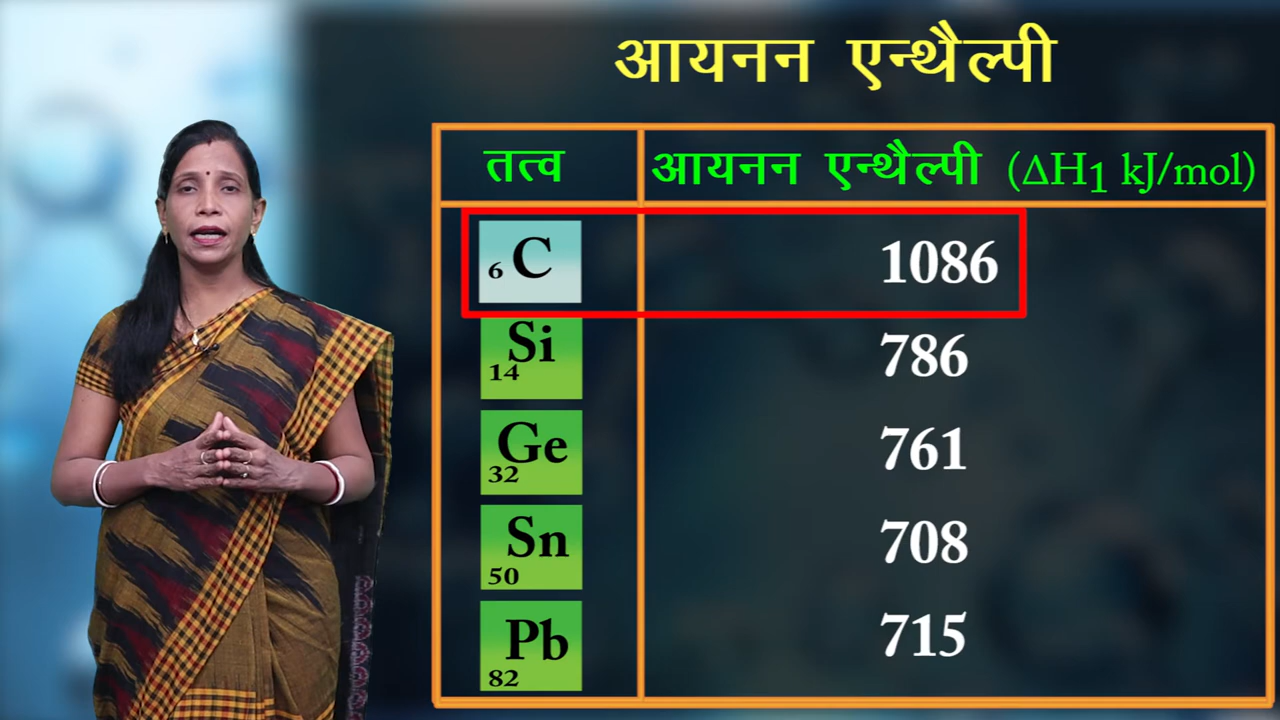 आयनन एन्थैल्पी
तत्व आयनन एन्थैल्पी (ΔH1 kJ/mol)
6 C 1086
Si 14 786
Ge 32 761
Sn 50 708
Pb 82 715